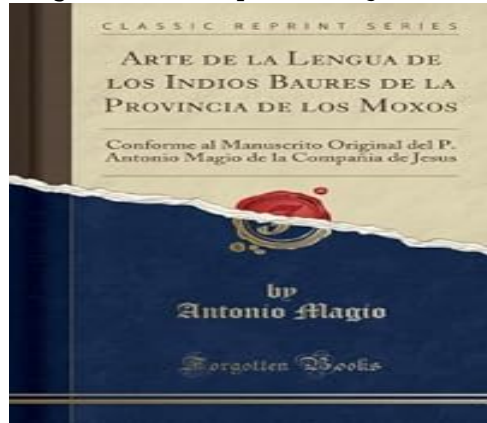 CLASSIC REPRINT SERIES
ARTE DE LA LENGUA DE
LOS INDIOS BAURES DE LA
PROVINCIA DE LOS MOXOS
Conforme al Manuscrito Original del P.
Antonio Magio de la Compañia de Jesus
by
Antonio Magio
Forgotten Books